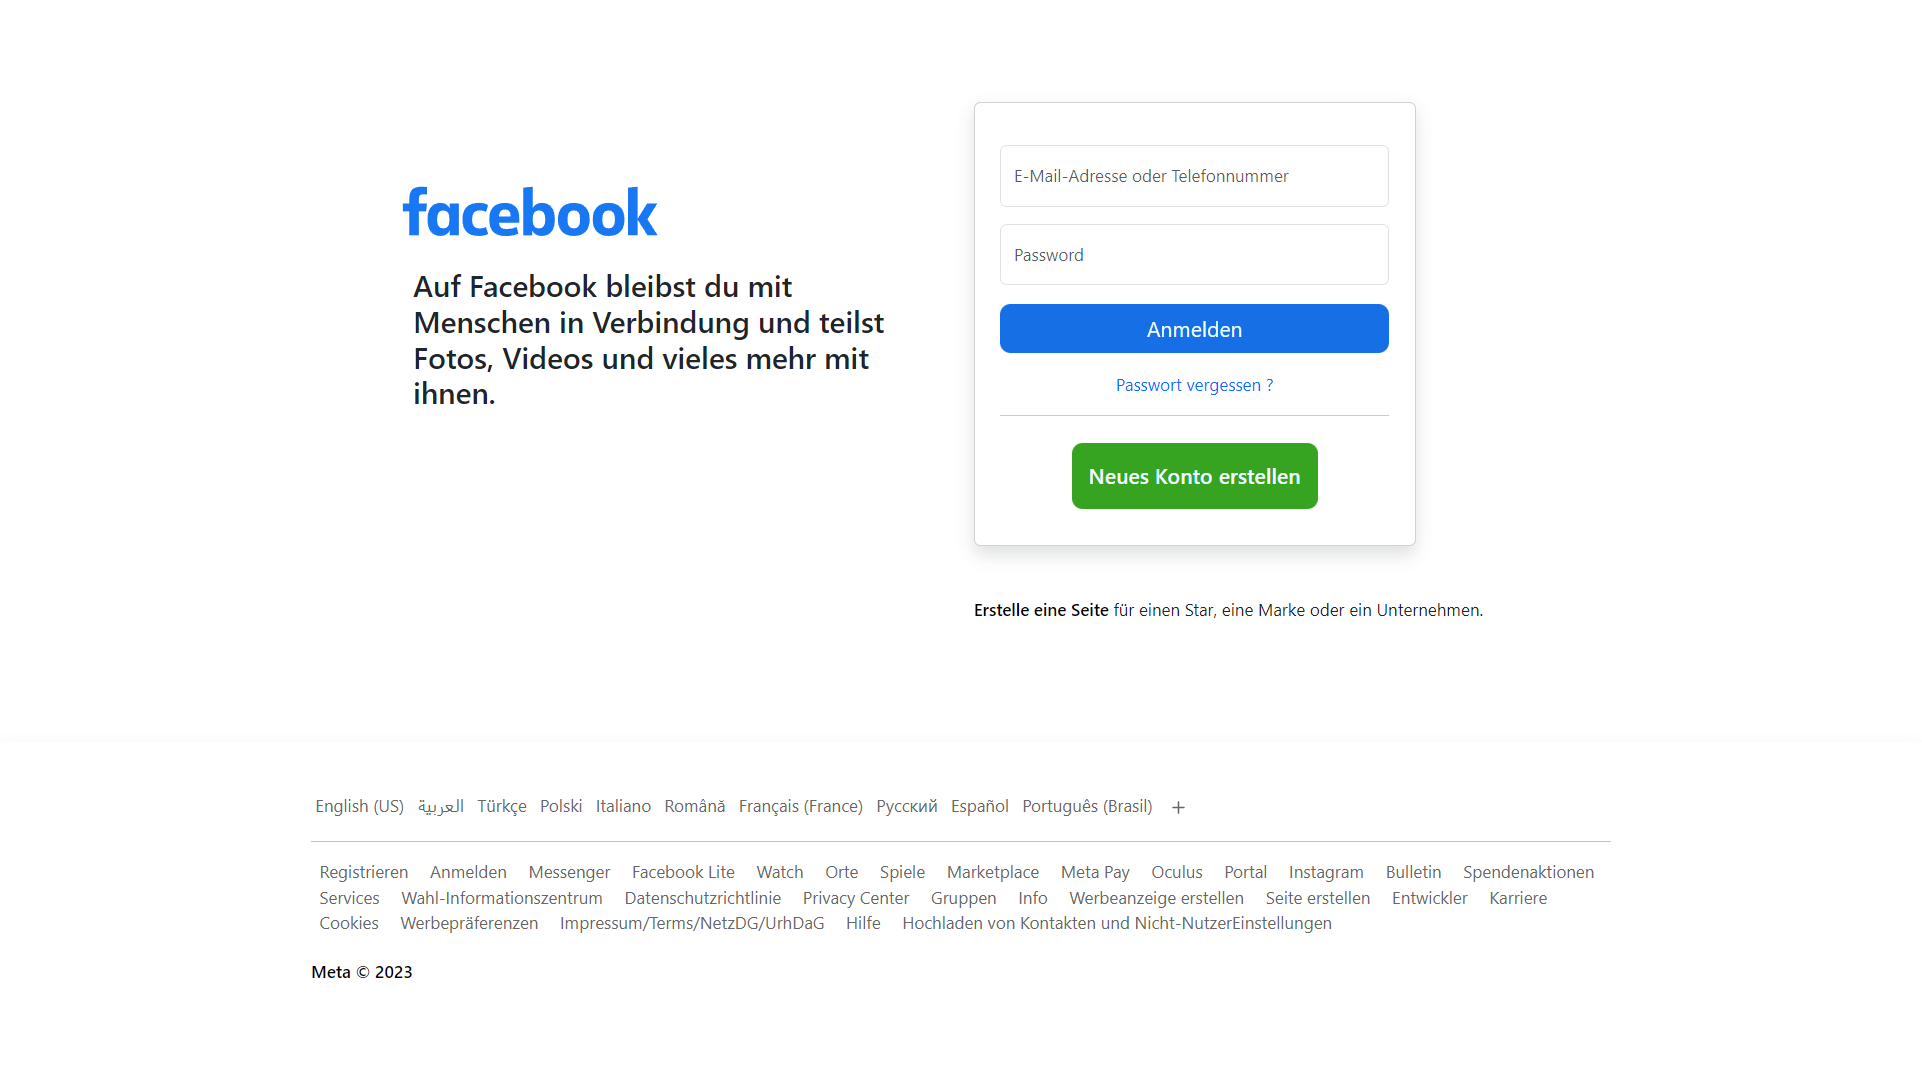 facebook
Auf Facebook bleibst du mit
Menschen in Verbindung und teilst
Fotos, Videos und vieles mehr mit
ihnen.
E-Mail-Adresse oder Telefonnummer
Password
Anmelden
Passwort vergessen ?
Neues Konto erstellen
Erstelle eine Seite für einen Star, eine Marke oder ein Unternehmen.
English (US) العربية Türkçe Polski Italiano Română Français (France) Русский Español Português (Brasil) +
Registrieren Anmelden Messenger Facebook Lite Watch Orte Spiele Marketplace Meta Pay Oculus Portal Instagram Bulletin Spendenaktionen
Services Wahl-Informationszentrum Datenschutzrichtlinie Privacy Center Gruppen Info Werbeanzeige erstellen Seite erstellen Entwickler Karriere
Cookies Werbepräferenzen Impressum/Terms/NetzDG/UrhDaG Hilfe Hochladen von Kontakten und Nicht-NutzerEinstellungen
Meta © 2023